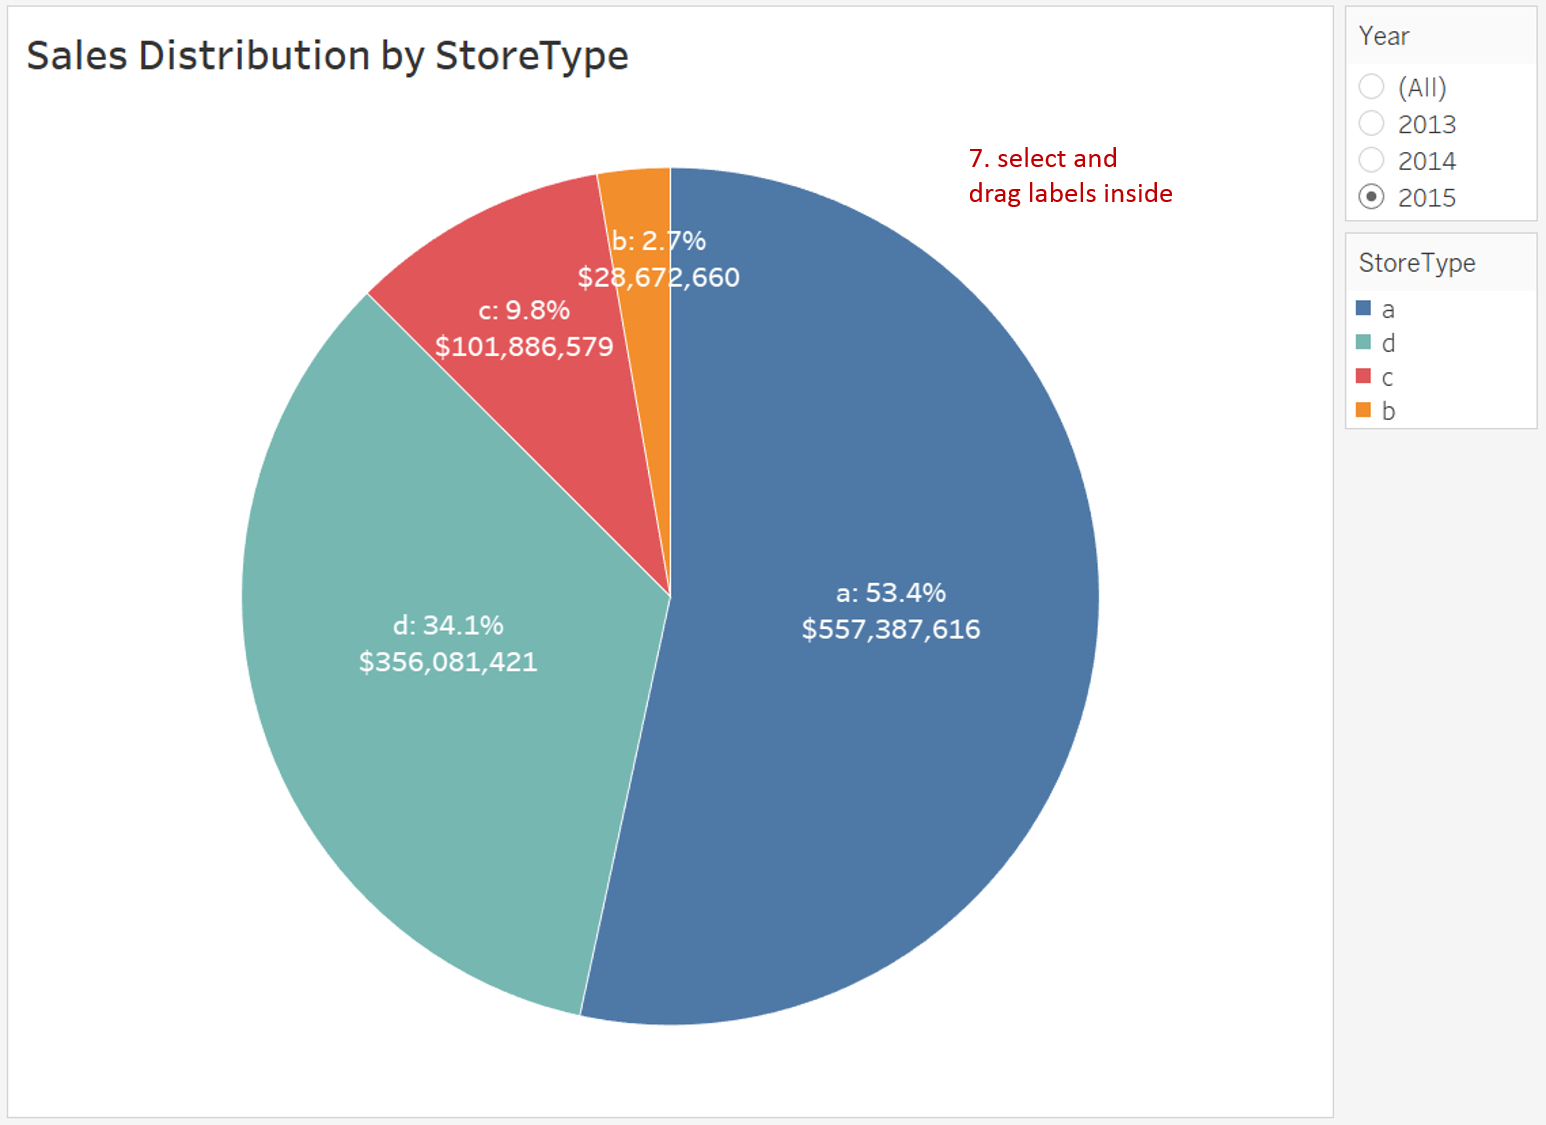 Sales Distribution by StoreType
7. select and
drag labels inside
b: 2.7%
$28,672,660
c: 9.8%
$101,886,579
a: 53.4%
$557,387,616
d: 34.1%
$356,081,421
Year
(All)
2013
2014
2015
StoreType
a
d
c
b